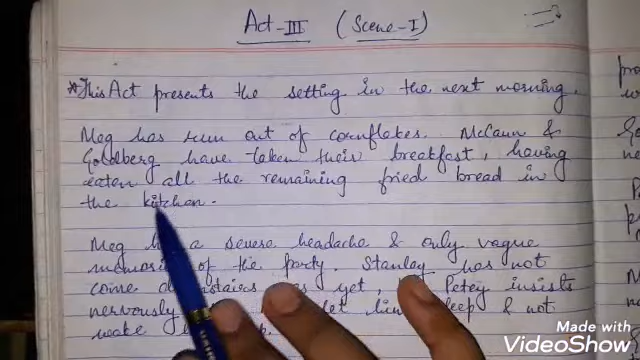 Act-III (Scene-I)
*This Act presents the setting in the next morning.
Meg has run out of cornflakes. McCann &
Goldberg have taken their breakfast, having
eaten all the remaining fried bread in
the kitchen.
Meg a severe headache & only vague
memories of the party. Stanley has not
come as yet, Petey insists
nervously let him sleep & not
wake
Made with
VideoShow